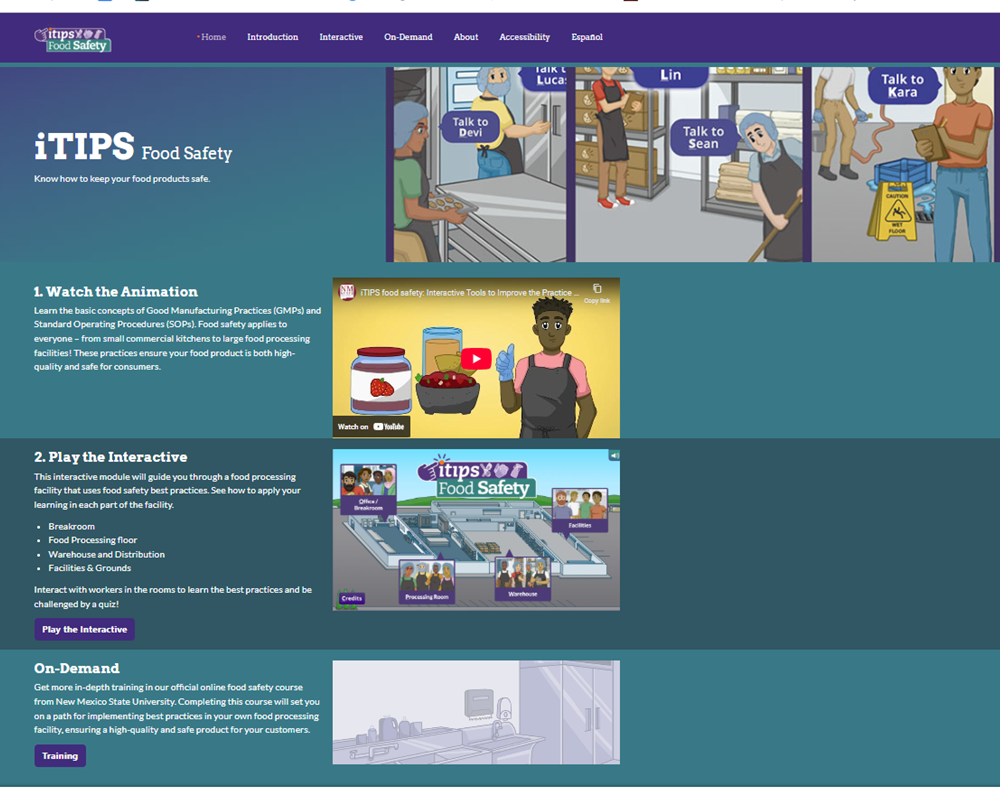 itips
Food Safety
Home
Introduction
Interactive
On-Demand
About
Accessibility
Español
iTIPS Food Safety
Know how to keep your food products safe.
Talk to
Lucas
Talk to
Devi
Lin
Talk to
Sean
Talk to
Kara
CAUTION
WET
FLOOR
1. Watch the Animation
Learn the basic concepts of Good Manufacturing Practices (GMPs) and
Standard Operating Procedures (SOPs). Food safety applies to
everyone – from small commercial kitchens to large food processing
facilities! These practices ensure your food product is both high-
quality and safe for consumers.
NM
iTIPS food safety: Interactive Tools to Improve the Practice ...
Copy link
Watch on YouTube
2. Play the Interactive
This interactive module will guide you through a food processing
facility that uses food safety best practices. See how to apply your
learning in each part of the facility.
• Breakroom
• Food Processing floor
• Warehouse and Distribution
• Facilities & Grounds
Interact with workers in the rooms to learn the best practices and be
challenged by a quiz!
Play the Interactive
itips
Food Safety
Office /
Breakroom
Facilities
Processing Room
Warehouse
Credits
On-Demand
Get more in-depth training in our official online food safety course
from New Mexico State University. Completing this course will set you
on a path for implementing best practices in your own food processing
facility, ensuring a high-quality and safe product for your customers.
Training